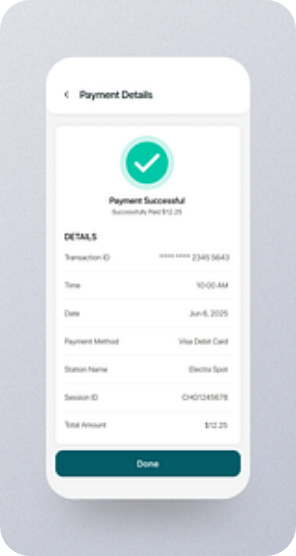 Payment Details
Payment Successful
Successfully Paid $12.25
DETAILS
Transaction ID **** **** 2345 5643
Time 10:00 AM
Date Jun 6, 2025
Payment Method Visa Debit Card
Station Name Electra Spot
Session ID CHG1245678
Total Amount $12.25
Done